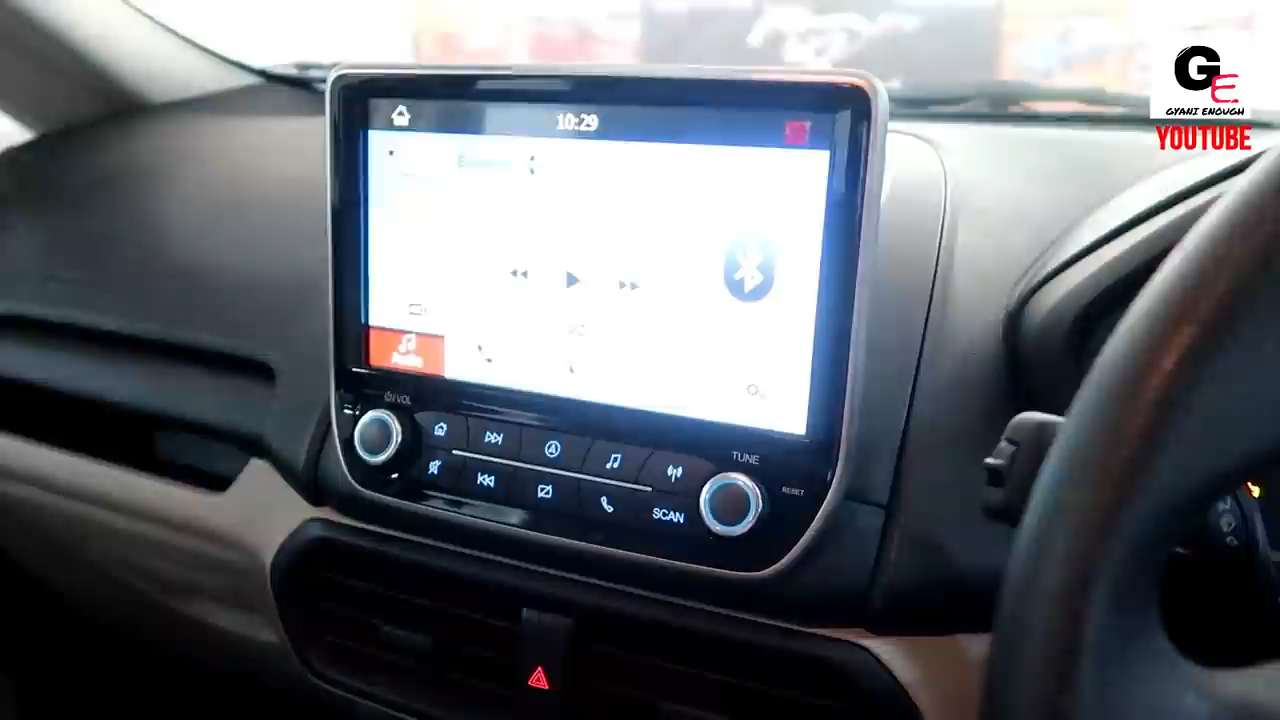 GE
GYANI ENOUGH
YOUTUBE
10:29
Audio
⏻/VOL
TUNE
RESET
SCAN